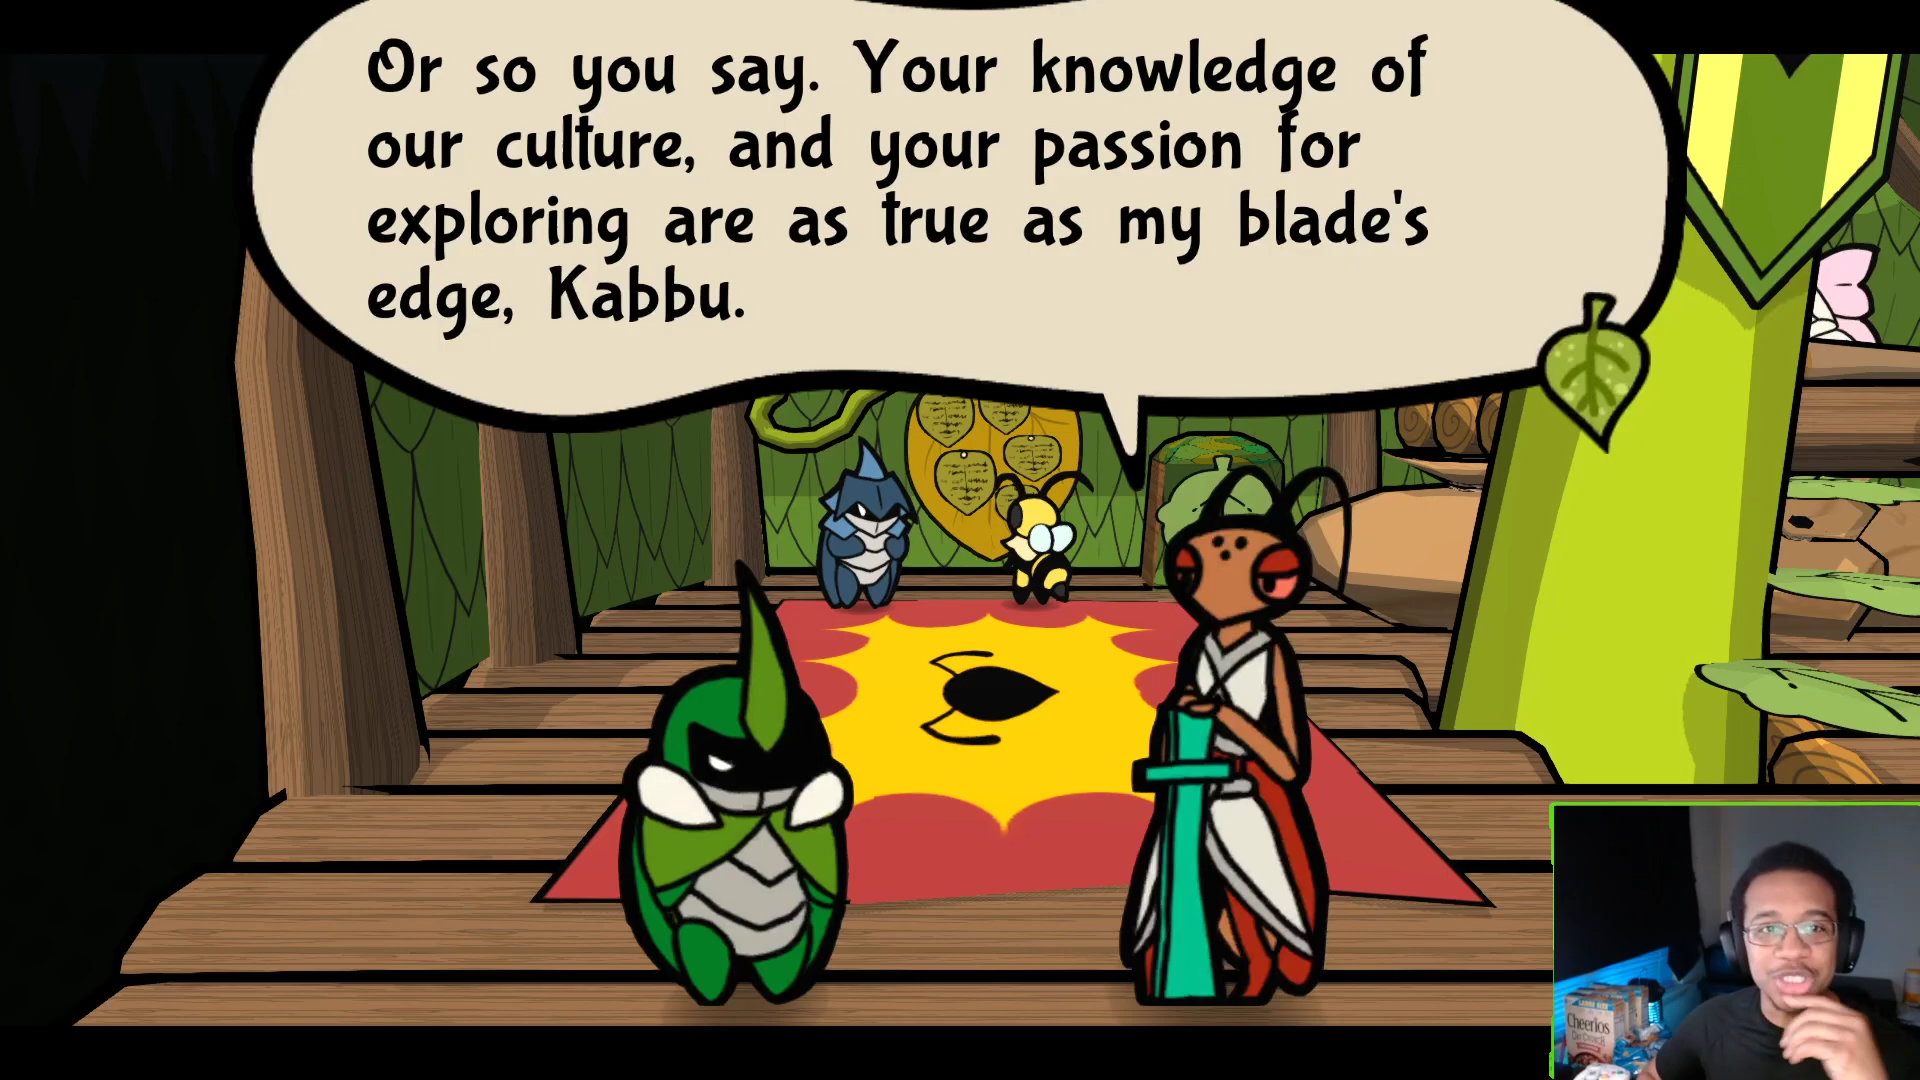 Or so you say. Your knowledge of
our culture, and your passion for
exploring are as true as my blade's
edge, Kabbu.
Cheerios